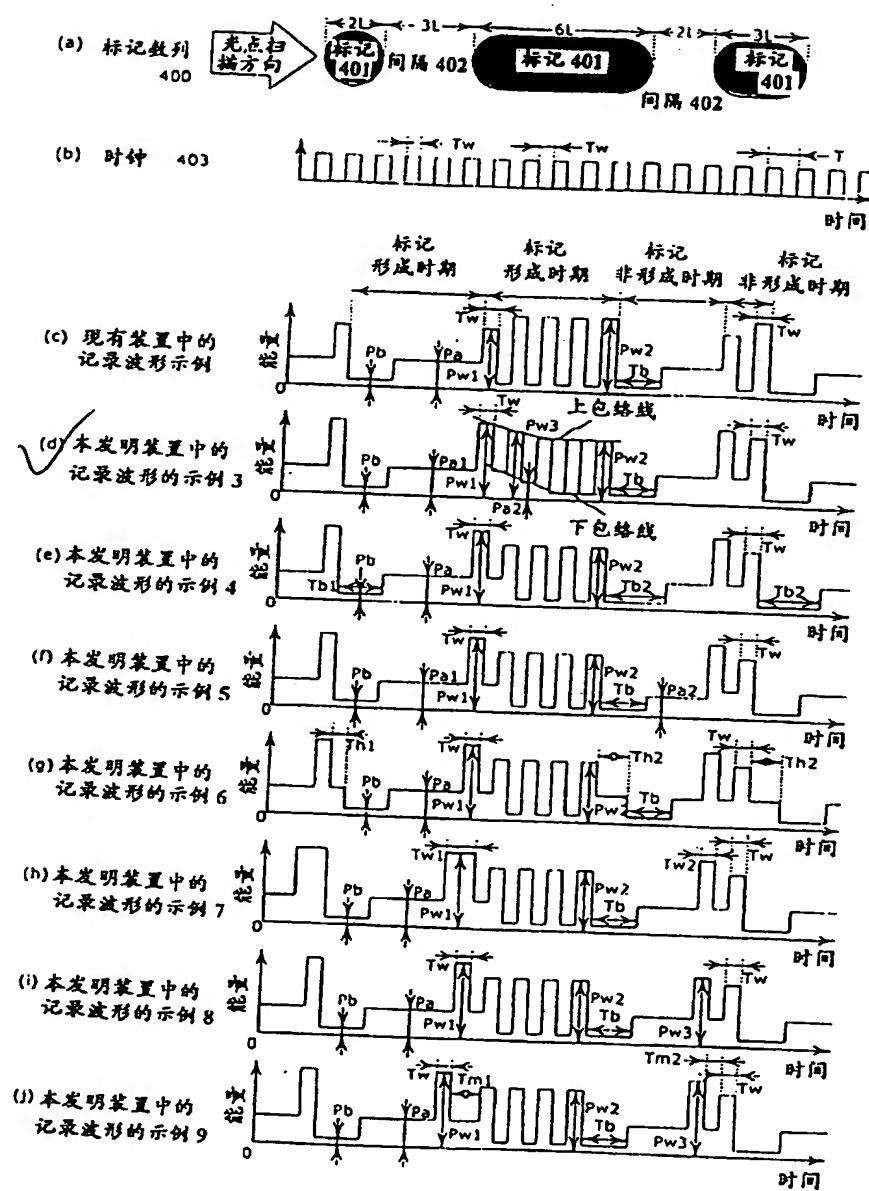 (a) 标记数列
400
光点扫
描方向
2L 3L 6L 2L 3L
标记
401
间隔 402
标记 401
间隔 402
标记
401
(b) 时钟 403
Tw Tw T
时间
标记
形成时期
标记
形成时期
标记
非形成时期
标记
非形成时期
(c) 现有装置中的
记录波形示例
能量
0
Pb Pa Tw Pw1 Pw2 Tb Tw
时间
(d) 本发明装置中的
记录波形的示例 3
能量
0
Pb Pa1 Tw Pw1 Pw3 上包络线 Pa2 Pw2 Tb Tw
下包络线
时间
(e) 本发明装置中的
记录波形的示例 4
能量
0
Tb1 Pb Pa Tw Pw1 Pw2 Tb2 Tw Tb2
时间
(f) 本发明装置中的
记录波形的示例 5
能量
0
Pb Pa1 Tw Pw1 Pw2 Tb Pa2 Tw
时间
(g) 本发明装置中的
记录波形的示例 6
能量
0
Th1 Pb Pa Tw Pw1 Pw2 Th2 Tb Tw Th2
时间
(h) 本发明装置中的
记录波形的示例 7
能量
0
Pb Pa Tw1 Pw1 Pw2 Tb Tw2 Tw
时间
(i) 本发明装置中的
记录波形的示例 8
能量
0
Pb Pa Tw Pw1 Pw2 Tb Pw3 Tw
时间
(j) 本发明装置中的
记录波形的示例 9
能量
0
Pb Pa Tw Tm1 Pw1 Pw2 Tb Pw3 Tm2 Tw
时间